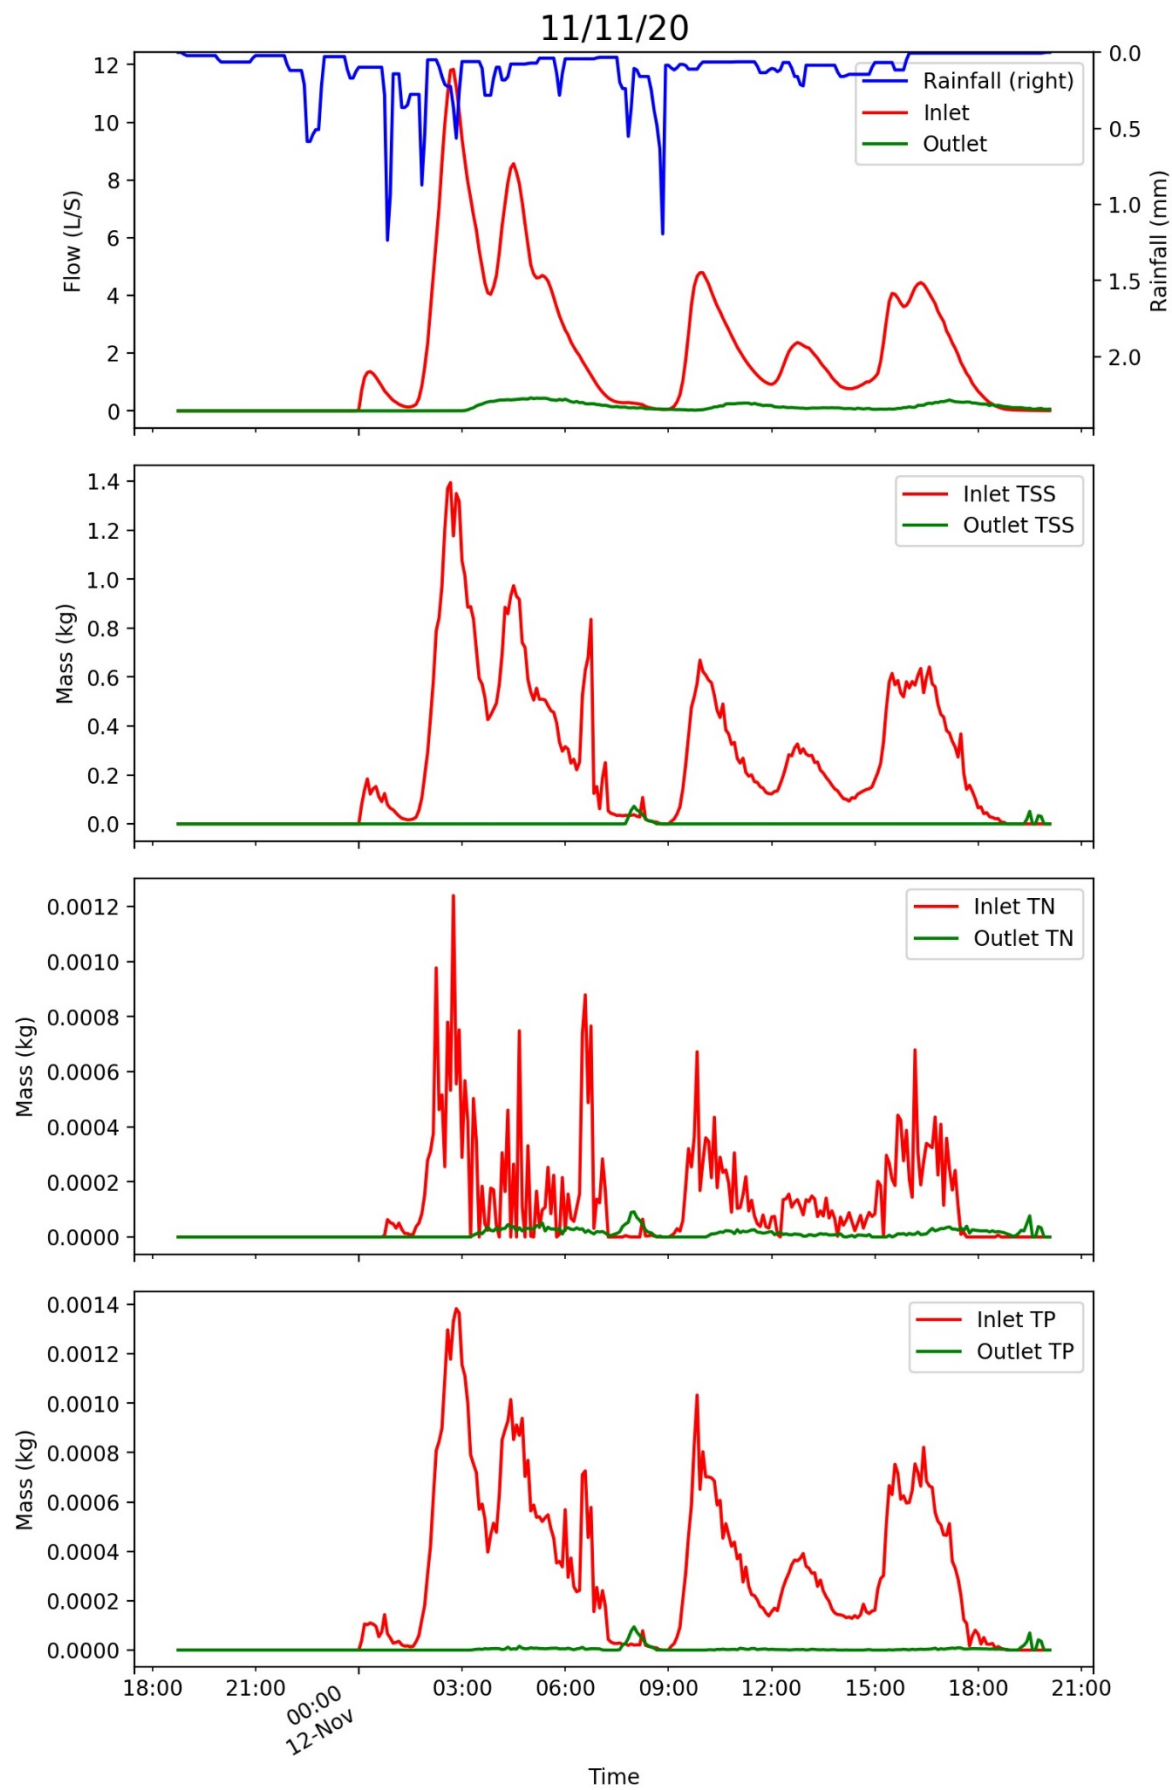 11/11/20
12
10
8
6
4
2
0
Flow (L/S)
0.0
0.5
1.0
1.5
2.0
Rainfall (mm)
Rainfall (right)
Inlet
Outlet
1.4
1.2
1.0
0.8
0.6
0.4
0.2
0.0
Mass (kg)
Inlet TSS
Outlet TSS
0.0012
0.0010
0.0008
0.0006
0.0004
0.0002
0.0000
Mass (kg)
Inlet TN
Outlet TN
0.0014
0.0012
0.0010
0.0008
0.0006
0.0004
0.0002
0.0000
Mass (kg)
Inlet TP
Outlet TP
18:00
21:00
00:00
12-Nov
03:00
06:00
09:00
12:00
15:00
18:00
21:00
Time